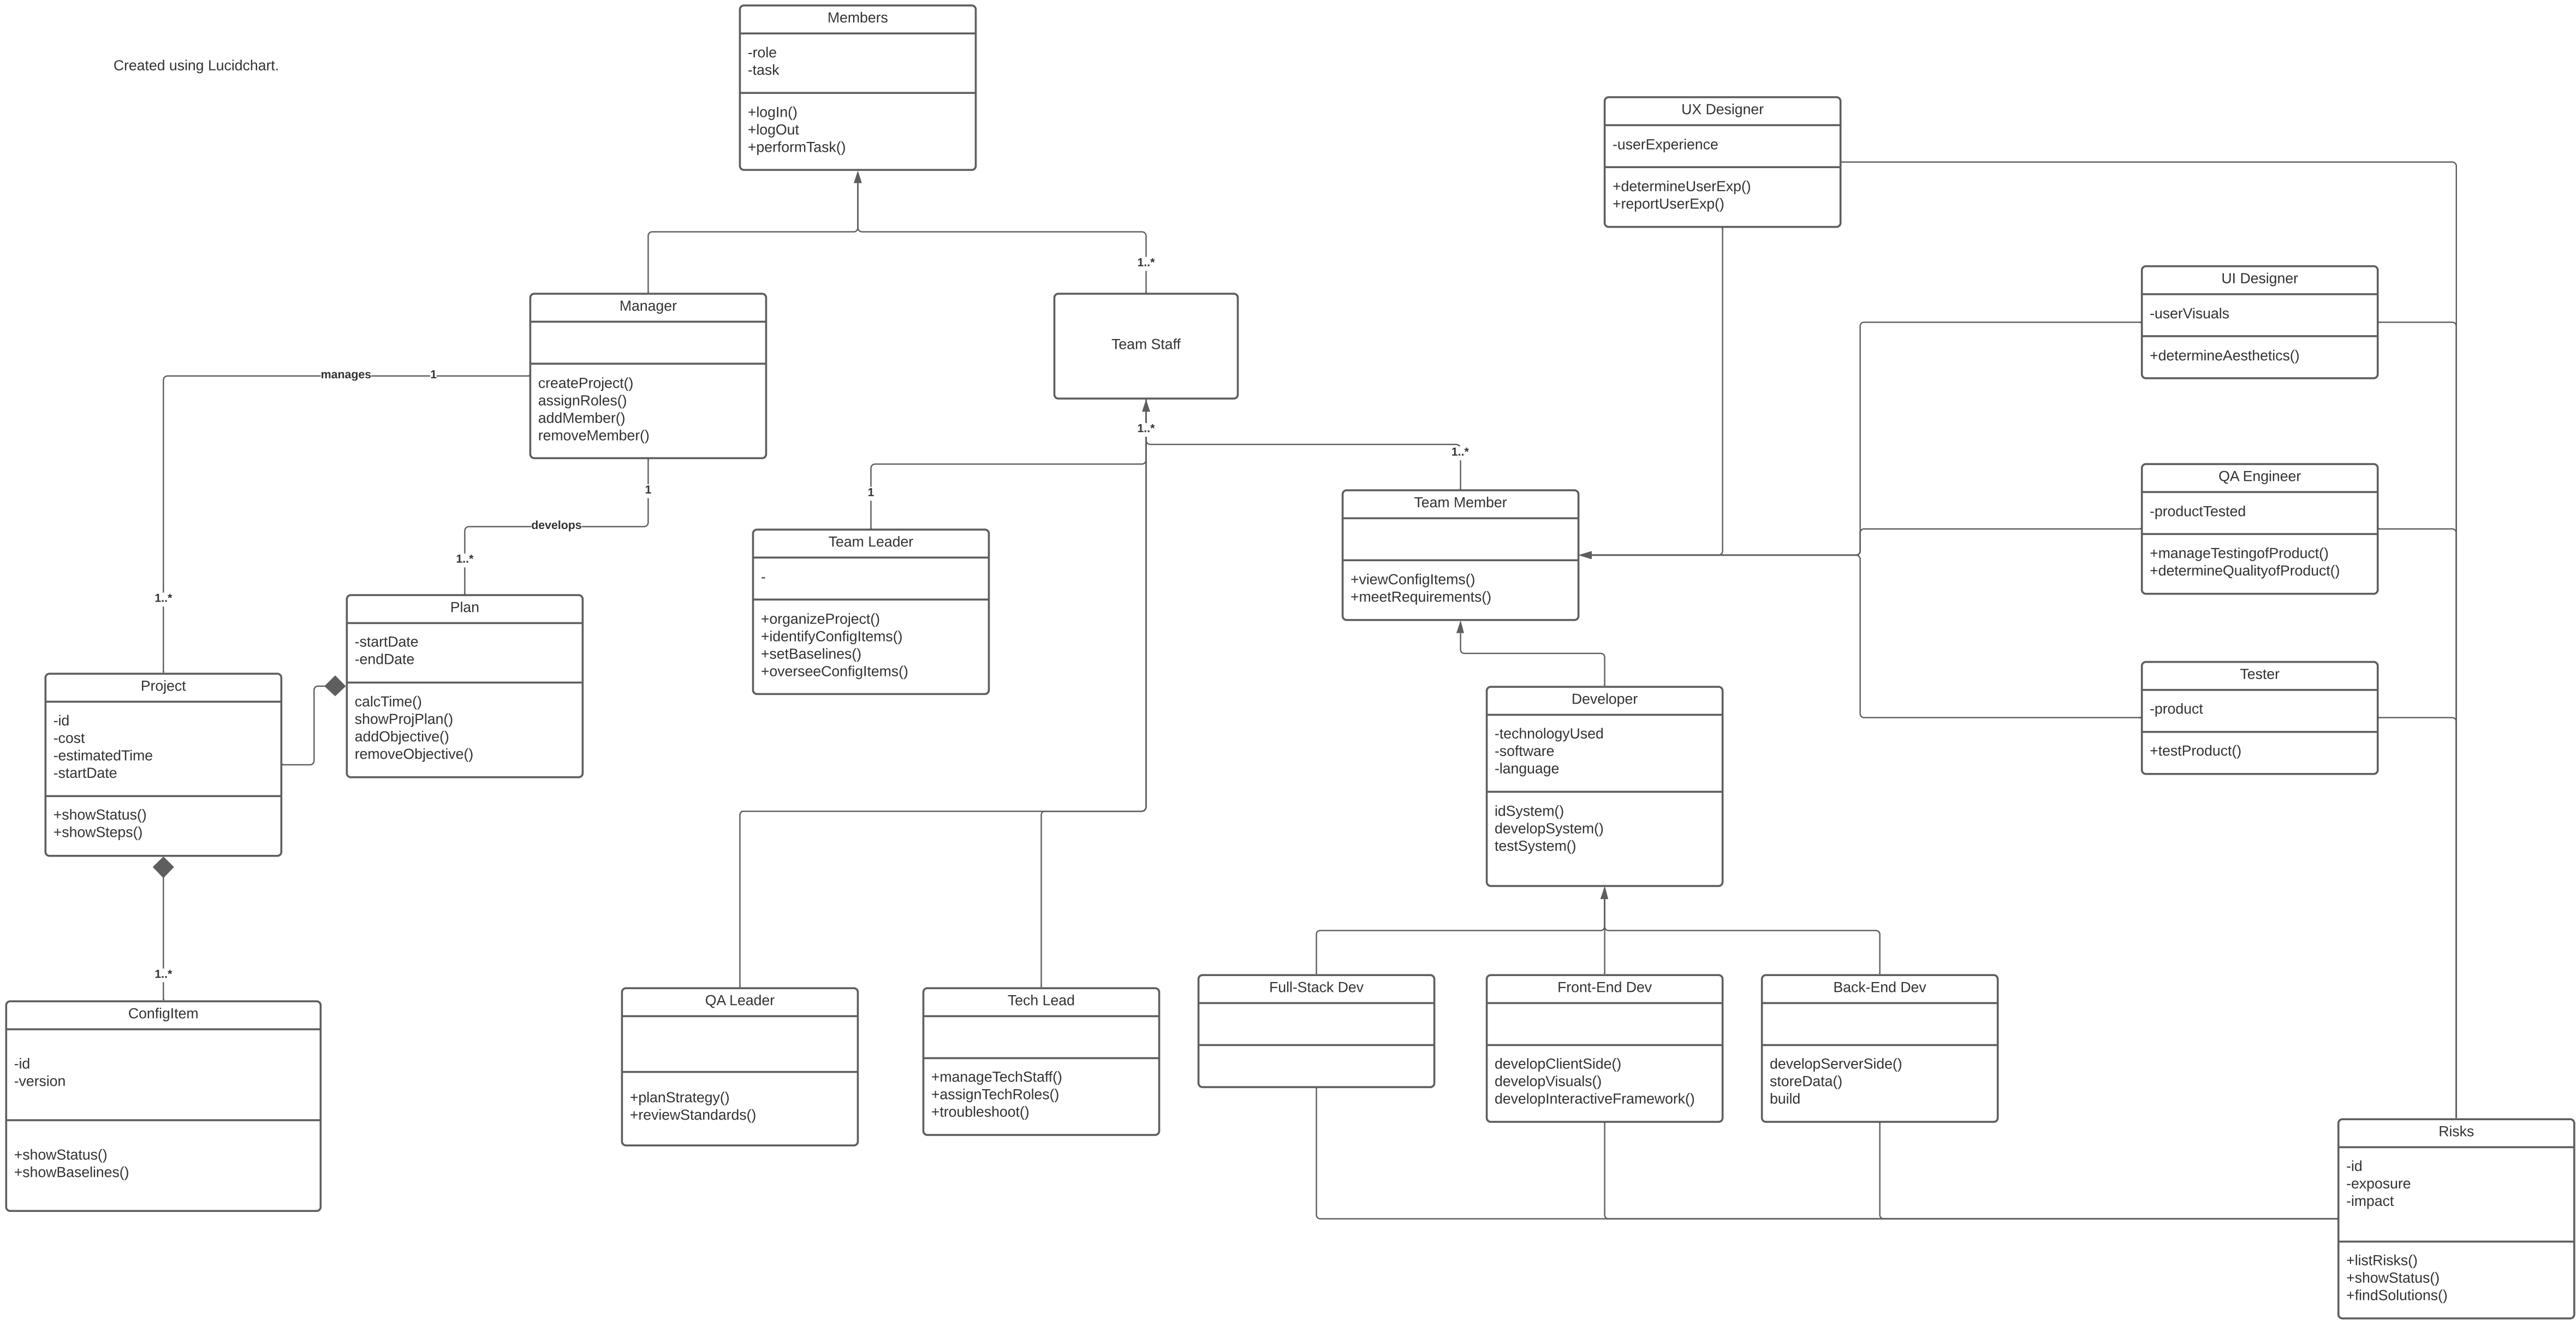 Created using Lucidchart.
Members
-role
-task
+logIn()
+logOut
+performTask()
UX Designer
-userExperience
+determineUserExp()
+reportUserExp()
1..*
UI Designer
-userVisuals
+determineAesthetics()
Manager
createProject()
assignRoles()
addMember()
removeMember()
Team Staff
manages
1
1..*
1..*
1
develops
1..*
1
1..*
QA Engineer
-productTested
+manageTestingofProduct()
+determineQualityofProduct()
Team Member
+viewConfigItems()
+meetRequirements()
Team Leader
-
+organizeProject()
+identifyConfigItems()
+setBaselines()
+overseeConfigItems()
Plan
-startDate
-endDate
calcTime()
showProjPlan()
addObjective()
removeObjective()
Project
-id
-cost
-estimatedTime
-startDate
+showStatus()
+showSteps()
Tester
-product
+testProduct()
Developer
-technologyUsed
-software
-language
idSystem()
developSystem()
testSystem()
1..*
ConfigItem
-id
-version
+showStatus()
+showBaselines()
QA Leader
+planStrategy()
+reviewStandards()
Tech Lead
+manageTechStaff()
+assignTechRoles()
+troubleshoot()
Full-Stack Dev
Front-End Dev
developClientSide()
developVisuals()
developInteractiveFramework()
Back-End Dev
developServerSide()
storeData()
build
Risks
-id
-exposure
-impact
+listRisks()
+showStatus()
+findSolutions()